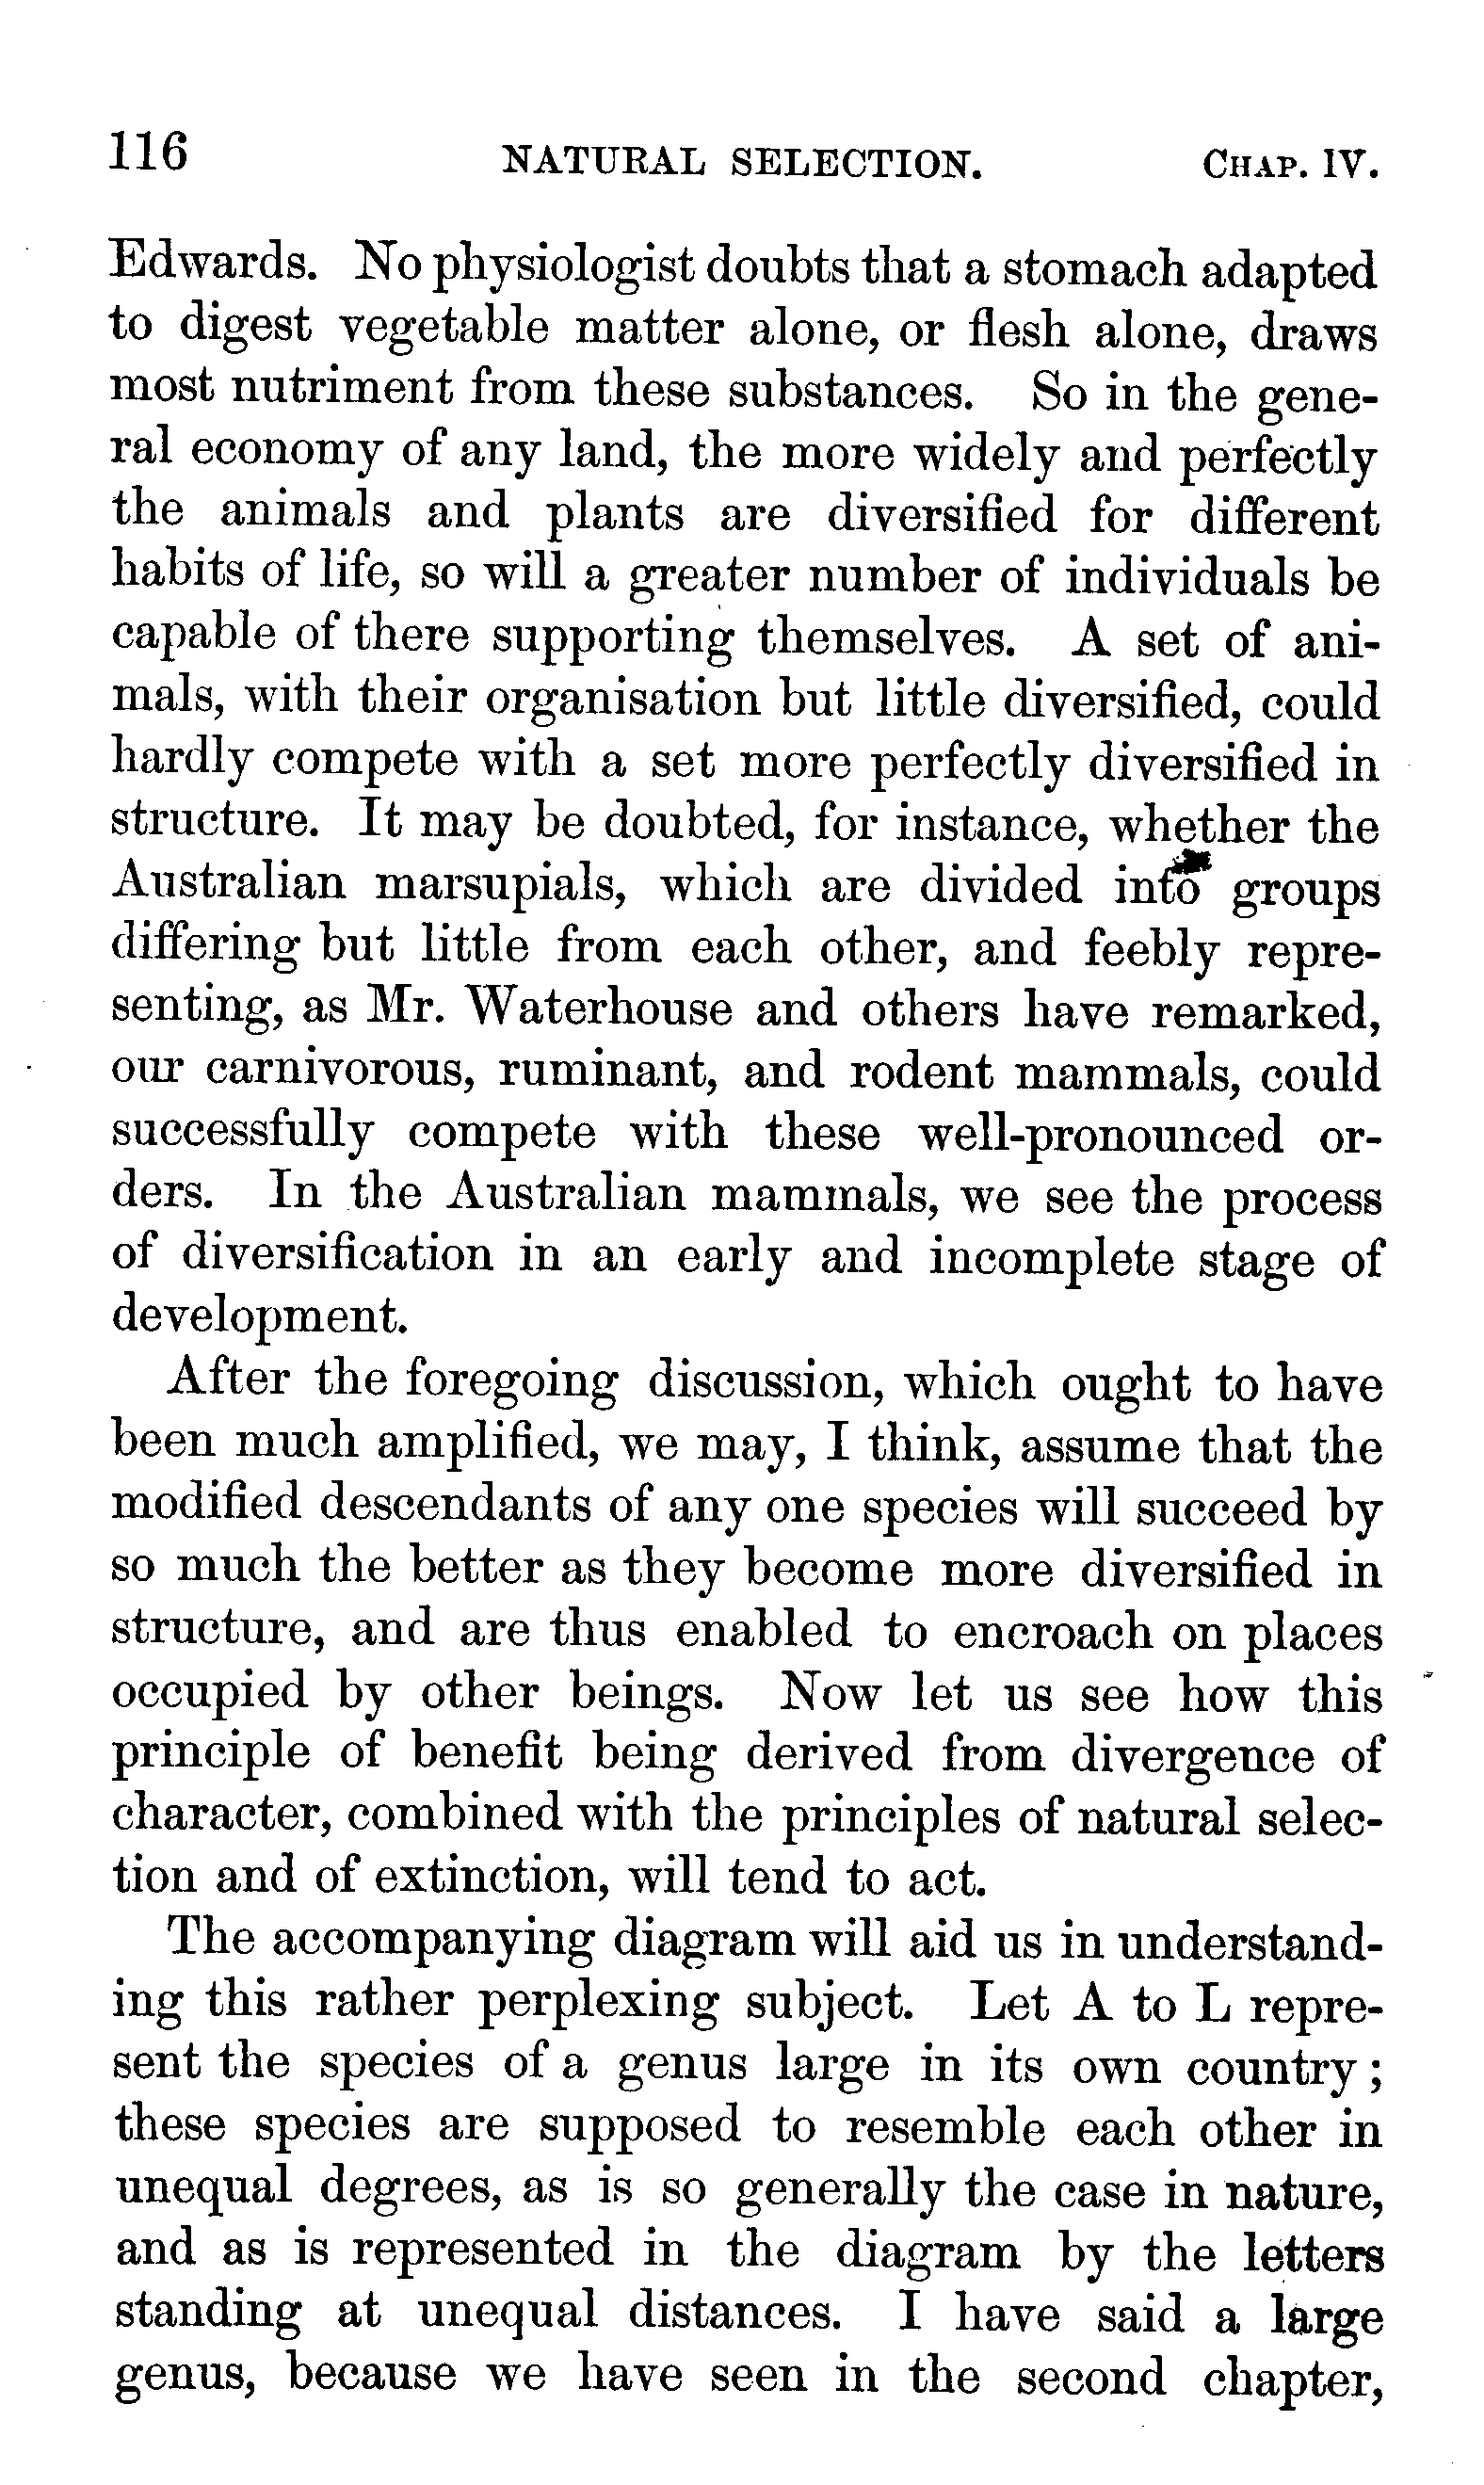 116 NATURAL SELECTION. CHAP. IV.
Edwards. No physiologist doubts that a stomach adapted
to digest vegetable matter alone, or flesh alone, draws
most nutriment from these substances. So in the gene-
ral economy of any land, the more widely and perfectly
the animals and plants are diversified for different
habits of life, so will a greater number of individuals be
capable of there supporting themselves. A set of ani-
mals, with their organisation but little diversified, could
hardly compete with a set more perfectly diversified in
structure. It may be doubted, for instance, whether the
Australian marsupials, which are divided into groups
differing but little from each other, and feebly repre-
senting, as Mr. Waterhouse and others have remarked,
our carnivorous, ruminant, and rodent mammals, could
successfully compete with these well-pronounced or-
ders. In the Australian mammals, we see the process
of diversification in an early and incomplete stage of
development.
After the foregoing discussion, which ought to have
been much amplified, we may, I think, assume that the
modified descendants of any one species will succeed by
so much the better as they become more diversified in
structure, and are thus enabled to encroach on places
occupied by other beings. Now let us see how this
principle of benefit being derived from divergence of
character, combined with the principles of natural selec-
tion and of extinction, will tend to act.
The accompanying diagram will aid us in understand-
ing this rather perplexing subject. Let A to L repre-
sent the species of a genus large in its own country;
these species are supposed to resemble each other in
unequal degrees, as is so generally the case in nature,
and as is represented in the diagram by the letters
standing at unequal distances. I have said a large
genus, because we have seen in the second chapter,